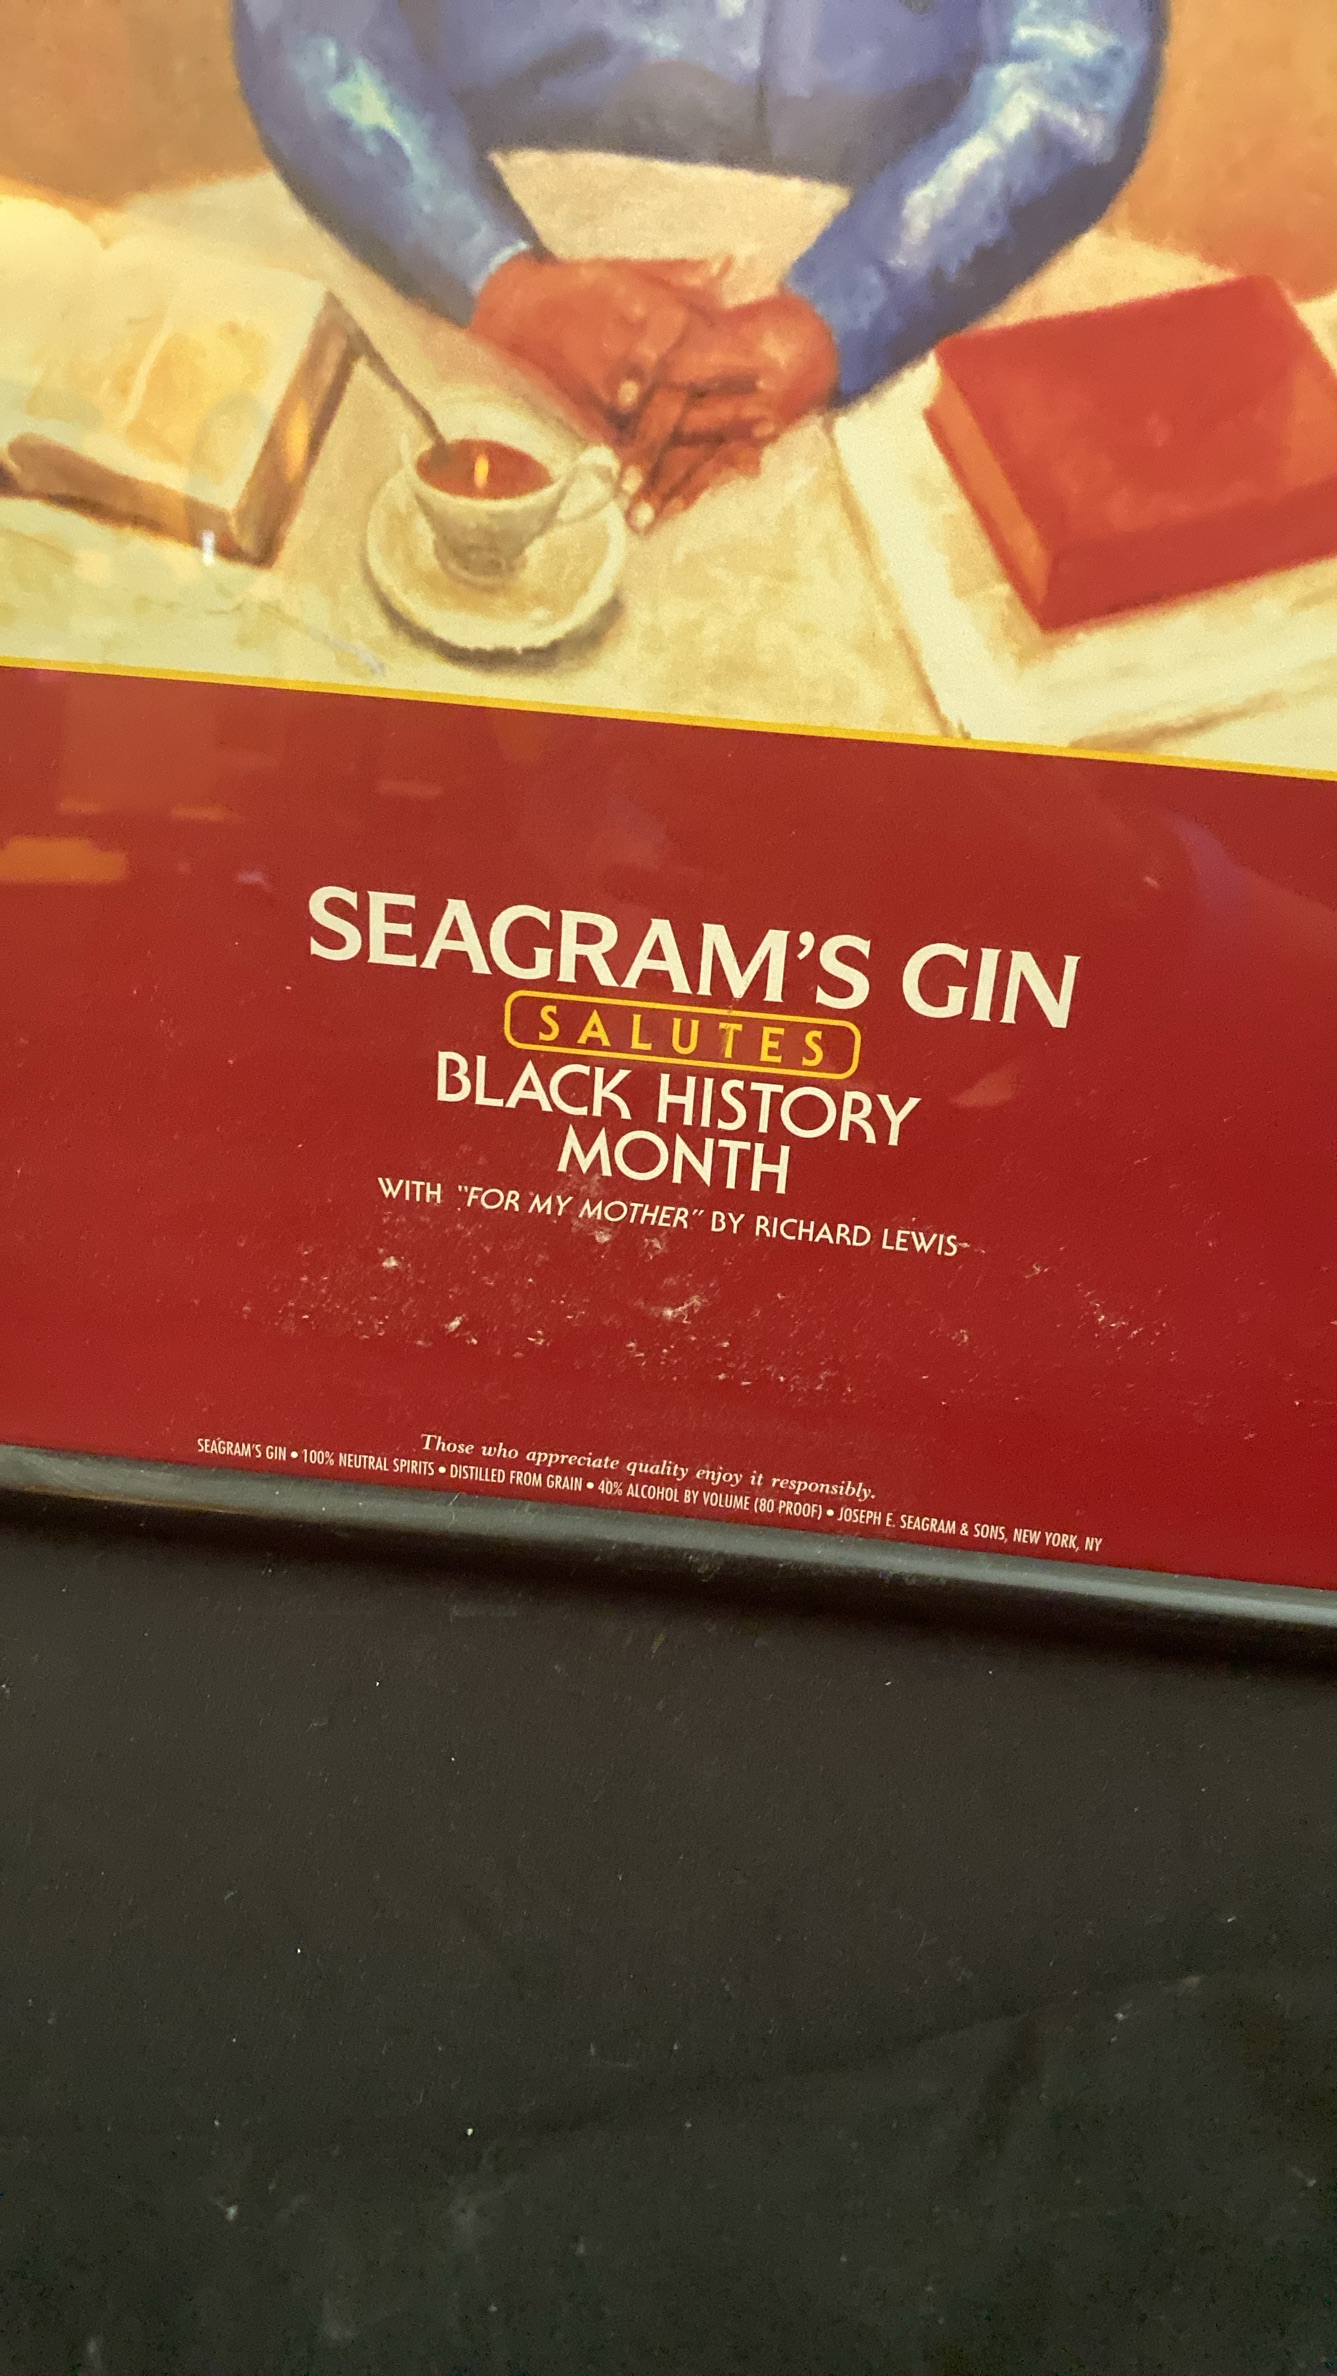 SEAGRAM'S GIN
SALUTES
BLACK HISTORY
MONTH
WITH "FOR MY MOTHER" BY RICHARD LEWIS
Those who appreciate quality enjoy it responsibly.
SEAGRAM'S GIN • 100% NEUTRAL SPIRITS • DISTILLED FROM GRAIN • 40% ALCOHOL BY VOLUME (80 PROOF) • JOSEPH E. SEAGRAM & SONS, NEW YORK, NY